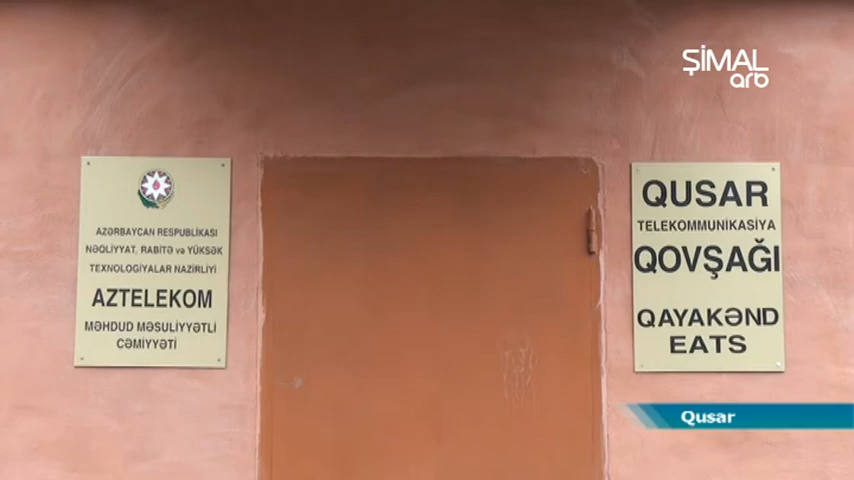 ŞİMAL
arb
AZƏRBAYCAN RESPUBLİKASI
NƏQLİYYAT, RABİTƏ və YÜKSƏK
TEXNOLOGİYALAR NAZİRLİYİ
AZTELEKOM
MƏHDUD MƏSULİYYƏTLİ
CƏMİYYƏTİ
QUSAR
TELEKOMMUNİKASİYA
QOVŞAĞI
QAYAKƏND
EATS
Qusar